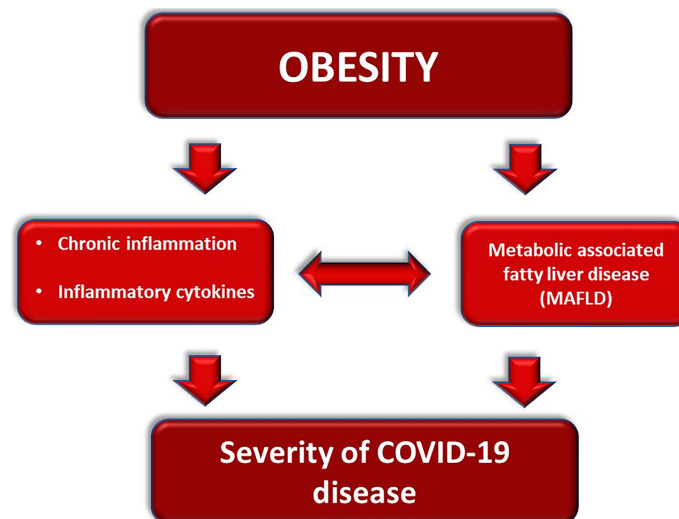 OBESITY
• Chronic inflammation
• Inflammatory cytokines
Metabolic associated
fatty liver disease
(MAFLD)
Severity of COVID-19
disease